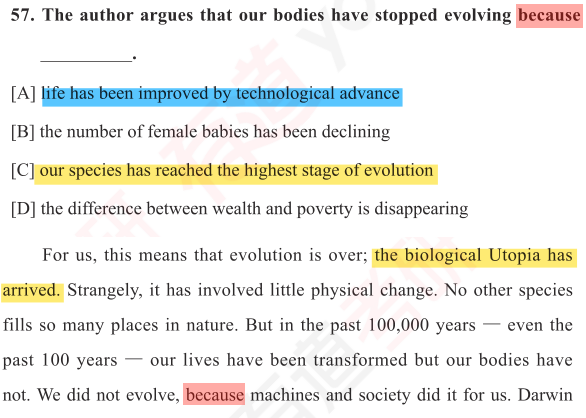 57. The author argues that our bodies have stopped evolving because
__________.
[A] life has been improved by technological advance
[B] the number of female babies has been declining
[C] our species has reached the highest stage of evolution
[D] the difference between wealth and poverty is disappearing
For us, this means that evolution is over; the biological Utopia has
arrived. Strangely, it has involved little physical change. No other species
fills so many places in nature. But in the past 100,000 years — even the
past 100 years — our lives have been transformed but our bodies have
not. We did not evolve, because machines and society did it for us. Darwin